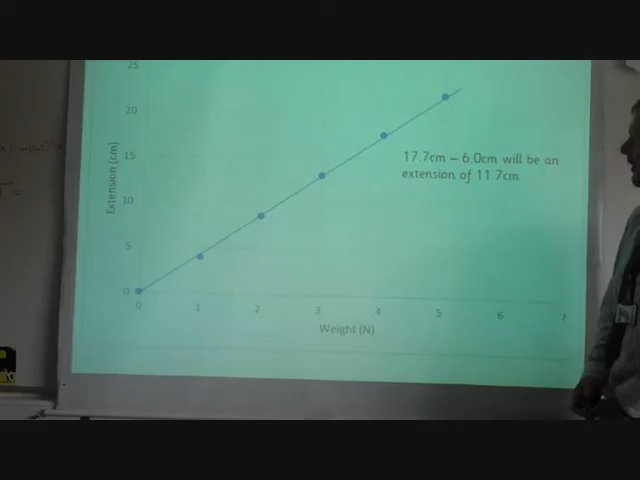 25
20
15
10
5
0
Extension (cm)
0 1 2 3 4 5 6 7
Weight (N)
17.7cm – 6.0cm will be an
extension of 11.7cm